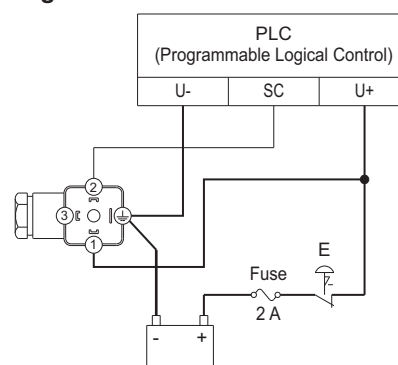 PLC
(Programmable Logical Control)
U-
SC
U+
2
3
1
E
Fuse
2 A
-
+